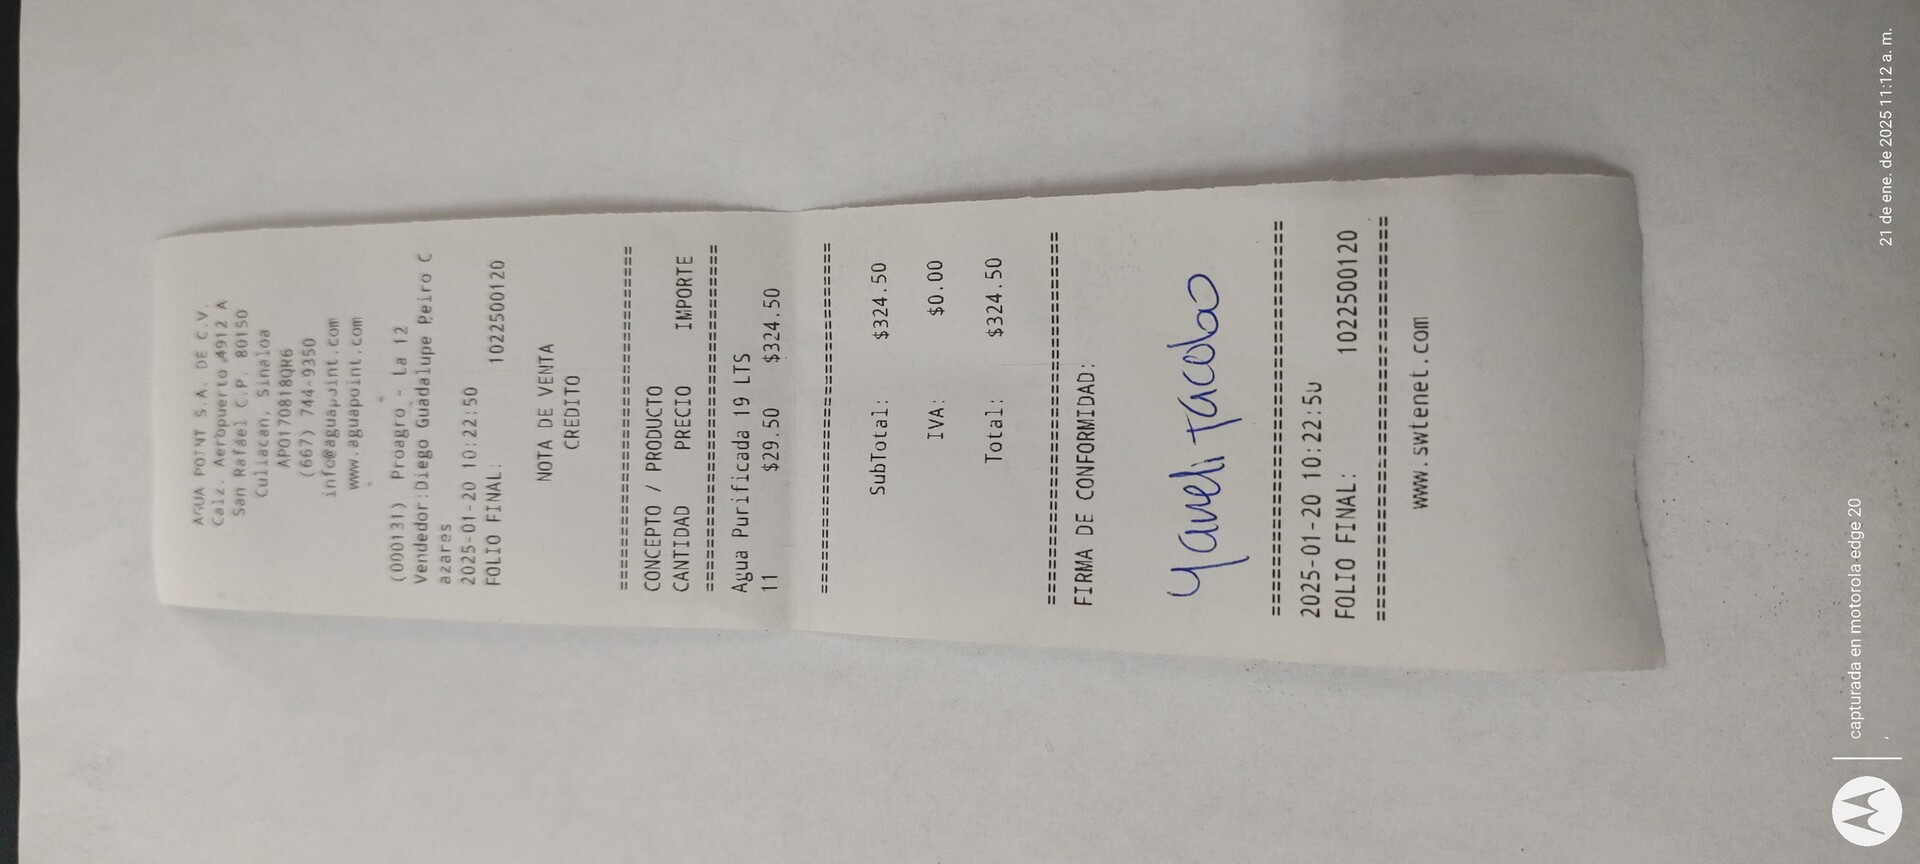 AGUA POINT S.A. DE C.V.
Calz. Aeropuerto 4912 A
San Rafael C.P. 80150
Culiacan, Sinaloa
APO170818QR6
(667) 744-9350
info@aguapoint.com
www.aguapoint.com
(000131) Proagro - La 12
Vendedor:Diego Guadalupe Peiro C
azares
2025-01-20 10:22:50
FOLIO FINAL: 1022500120
NOTA DE VENTA
CREDITO
================================
CONCEPTO / PRODUCTO
CANTIDAD PRECIO IMPORTE
================================
Agua Purificada 19 LTS
11 $29.50 $324.50
================================
SubTotal: $324.50
IVA: $0.00
Total: $324.50
================================
FIRMA DE CONFORMIDAD:
Yaneli
================================
2025-01-20 10:22:50
FOLIO FINAL: 1022500120
================================
www.swtenet.com
capturada en motorola edge 20
21 de ene. de 2025 11:12 a. m.